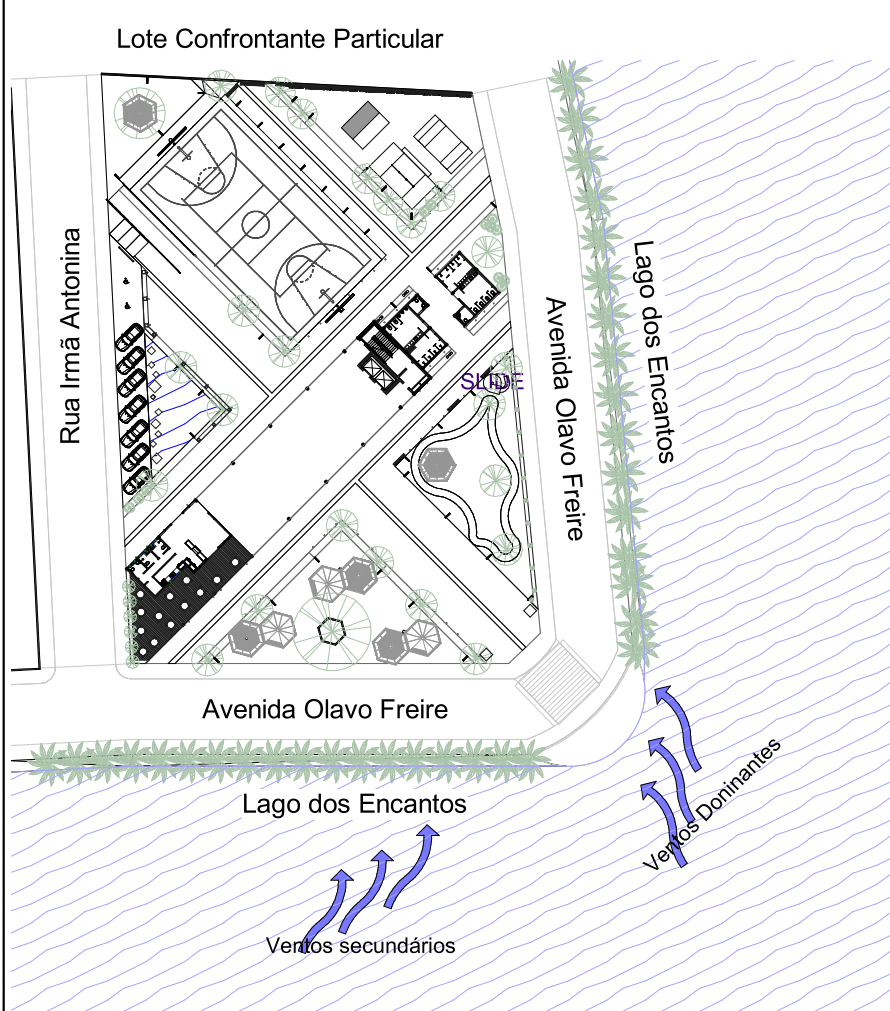 Lote Confrontante Particular
Rua Irmã Antonina
Lago dos Encantos
Avenida Olavo Freire
SLIDE
Avenida Olavo Freire
Lago dos Encantos
Ventos Doninantes
Ventos secundários